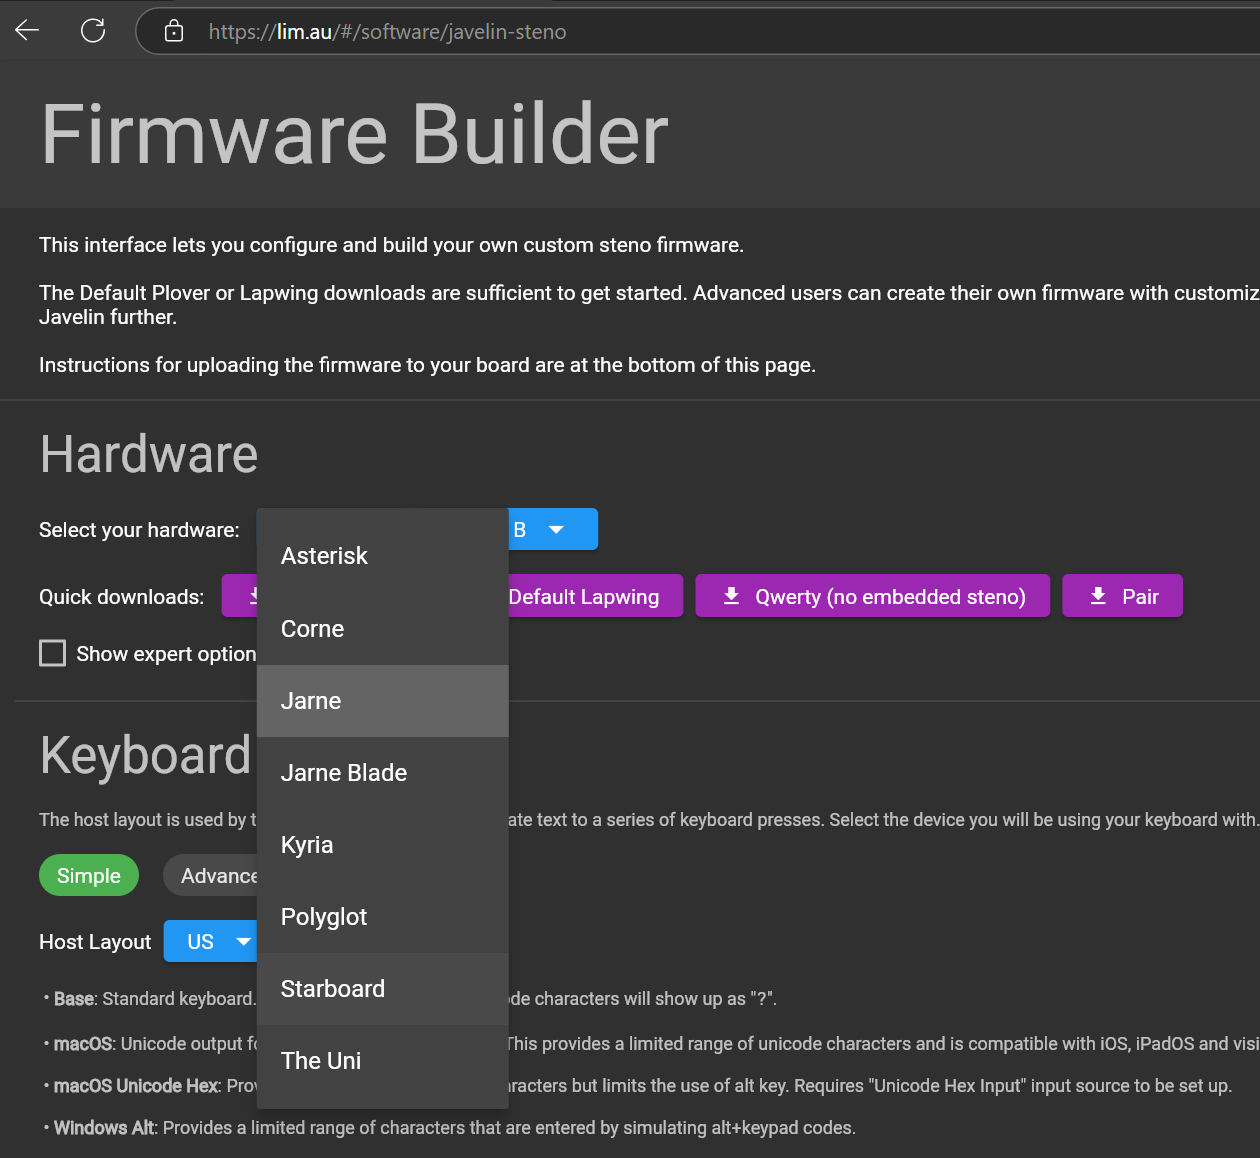 https://lim.au/#/software/javelin-steno
Firmware Builder
This interface lets you configure and build your own custom steno firmware.
The Default Plover or Lapwing downloads are sufficient to get started. Advanced users can create their own firmware with customiz
Javelin further.
Instructions for uploading the firmware to your board are at the bottom of this page.
Hardware
Select your hardware: B
Quick downloads: Default Lapwing Qwerty (no embedded steno) Pair
Show expert option
Asterisk
Corne
Jarne
Jarne Blade
Kyria
Polyglot
Starboard
The Uni
Keyboard
The host layout is used by t ate text to a series of keyboard presses. Select the device you will be using your keyboard with.
Simple Advance
Host Layout US
• Base: Standard keyboard. de characters will show up as "?".
• macOS: Unicode output fo This provides a limited range of unicode characters and is compatible with iOS, iPadOS and visi
• macOS Unicode Hex: Prov aracters but limits the use of alt key. Requires "Unicode Hex Input" input source to be set up.
• Windows Alt: Provides a limited range of characters that are entered by simulating alt+keypad codes.